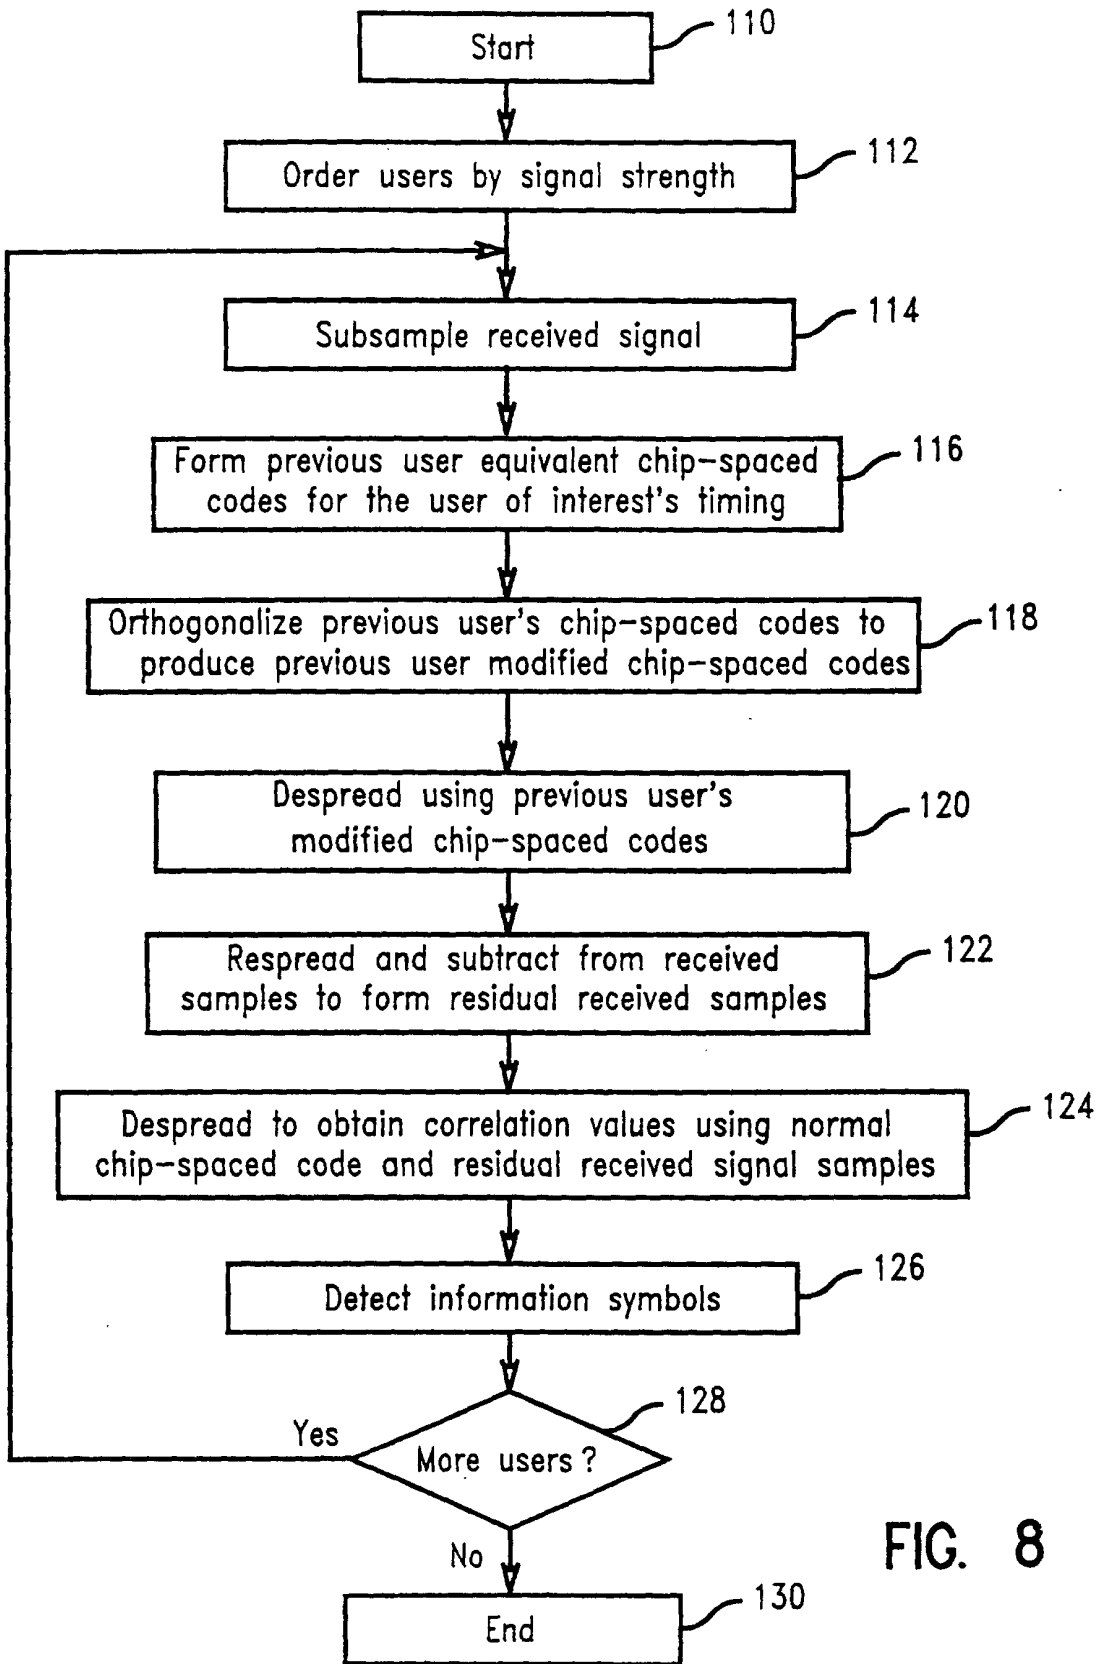 Start
110
Order users by signal strength
112
Subsample received signal
114
Form previous user equivalent chip-spaced
codes for the user of interest's timing
116
Orthogonalize previous user's chip-spaced codes to
produce previous user modified chip-spaced codes
118
Despread using previous user's
modified chip-spaced codes
120
Respread and subtract from received
samples to form residual received samples
122
Despread to obtain correlation values using normal
chip-spaced code and residual received signal samples
124
Detect information symbols
126
More users?
128
Yes
No
End
130
FIG. 8